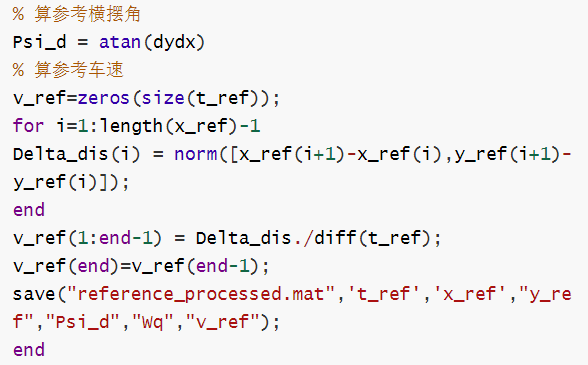 % 算参考横摆角
Psi_d = atan(dydx)
% 算参考车速
v_ref=zeros(size(t_ref));
for i=1:length(x_ref)-1
Delta_dis(i) = norm([x_ref(i+1)-x_ref(i),y_ref(i+1)-
y_ref(i)]);
end
v_ref(1:end-1) = Delta_dis./diff(t_ref);
v_ref(end)=v_ref(end-1);
save("reference_processed.mat",'t_ref','x_ref',"y_re
f","Psi_d","Wq","v_ref");
end